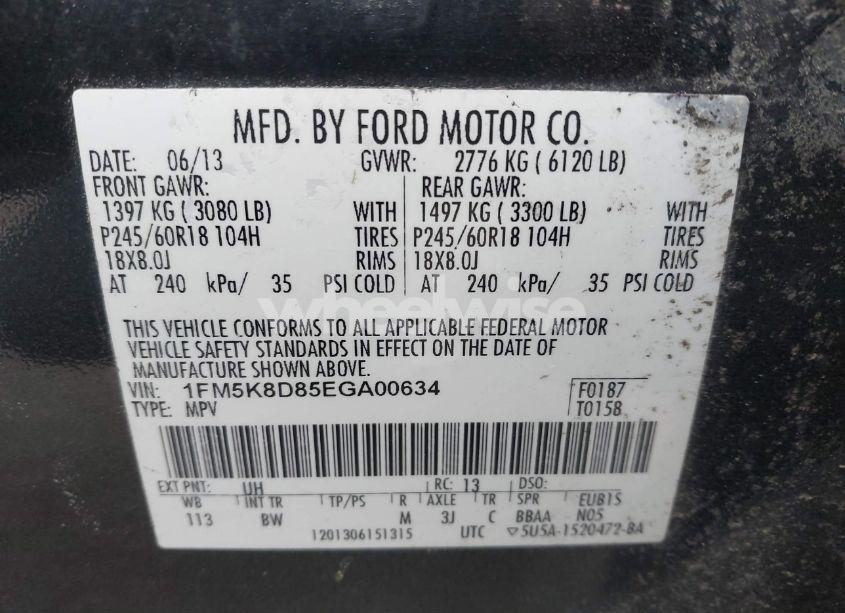 MFD. BY FORD MOTOR CO.
DATE: 06/13 GVWR: 2776 KG ( 6120 LB)
FRONT GAWR: REAR GAWR:
1397 KG ( 3080 LB) WITH 1497 KG ( 3300 LB) WITH
P245/60R18 104H TIRES P245/60R18 104H TIRES
18X8.0J RIMS 18X8.0J RIMS
AT 240 kPa/ 35 PSI COLD AT 240 kPa/ 35 PSI COLD
wheelwise
THIS VEHICLE CONFORMS TO ALL APPLICABLE FEDERAL MOTOR
VEHICLE SAFETY STANDARDS IN EFFECT ON THE DATE OF
MANUFACTURE SHOWN ABOVE.
VIN: 1FM5K8D85EGA00634 F0187
TYPE: MPV T0158
EXT PNT: UH RC: 13 DSO:
WB INT TR TP/PS R AXLE TR SPR EUB1S
113 BW M 3J C BBAA N05
1201306151315 UTC ▽5U5A-1520472-BA